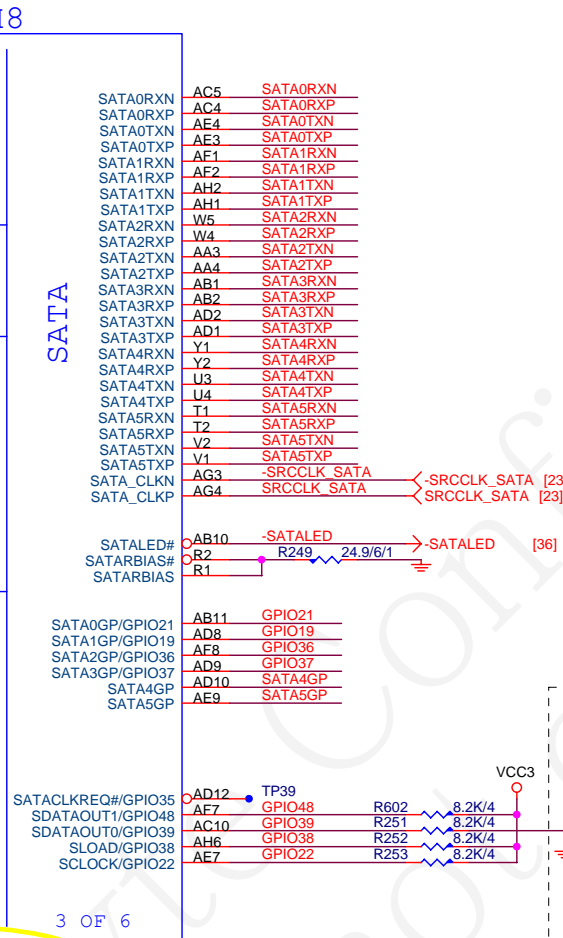 SATA
SATA0RXN AC5 SATA0RXN
SATA0RXP AC4 SATA0RXP
SATA0TXN AE4 SATA0TXN
SATA0TXP AE3 SATA0TXP
SATA1RXN AF1 SATA1RXN
SATA1RXP AF2 SATA1RXP
SATA1TXN AH2 SATA1TXN
SATA1TXP AH1 SATA1TXP
SATA2RXN W5 SATA2RXN
SATA2RXP W4 SATA2RXP
SATA2TXN AA3 SATA2TXN
SATA2TXP AA4 SATA2TXP
SATA3RXN AB1 SATA3RXN
SATA3RXP AB2 SATA3RXP
SATA3TXN AD2 SATA3TXN
SATA3TXP AD1 SATA3TXP
SATA4RXN Y1 SATA4RXN
SATA4RXP Y2 SATA4RXP
SATA4TXN U3 SATA4TXN
SATA4TXP U4 SATA4TXP
SATA5RXN T1 SATA5RXN
SATA5RXP T2 SATA5RXP
SATA5TXN V2 SATA5TXN
SATA5TXP V1 SATA5TXP
SATA_CLKN AG3 -SRCCLK_SATA -SRCCLK_SATA [23
SATA_CLKP AG4 SRCCLK_SATA SRCCLK_SATA [23]
SATALED# AB10 -SATALED -SATALED [36]
SATARBIAS# R2 R249 24.9/6/1
SATARBIAS R1
SATA0GP/GPIO21 AB11 GPIO21
SATA1GP/GPIO19 AD8 GPIO19
SATA2GP/GPIO36 AF8 GPIO36
SATA3GP/GPIO37 AD9 GPIO37
SATA4GP AD10 SATA4GP
SATA5GP AE9 SATA5GP
VCC3
SATACLKREQ#/GPIO35 AD12 TP39
SDATAOUT1/GPIO48 AF7 GPIO48 R602 8.2K/4
SDATAOUT0/GPIO39 AC10 GPIO39 R251 8.2K/4
SLOAD/GPIO38 AH6 GPIO38 R252 8.2K/4
SCLOCK/GPIO22 AE7 GPIO22 R253 8.2K/4
3 OF 6